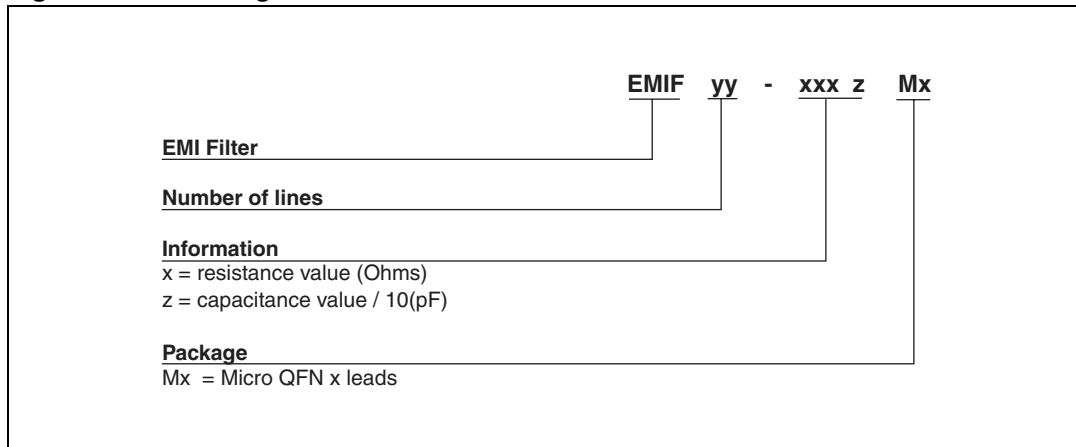 EMIF yy - xxx z Mx
EMI Filter
Number of lines
Information
x = resistance value (Ohms)
z = capacitance value / 10(pF)
Package
Mx = Micro QFN x leads